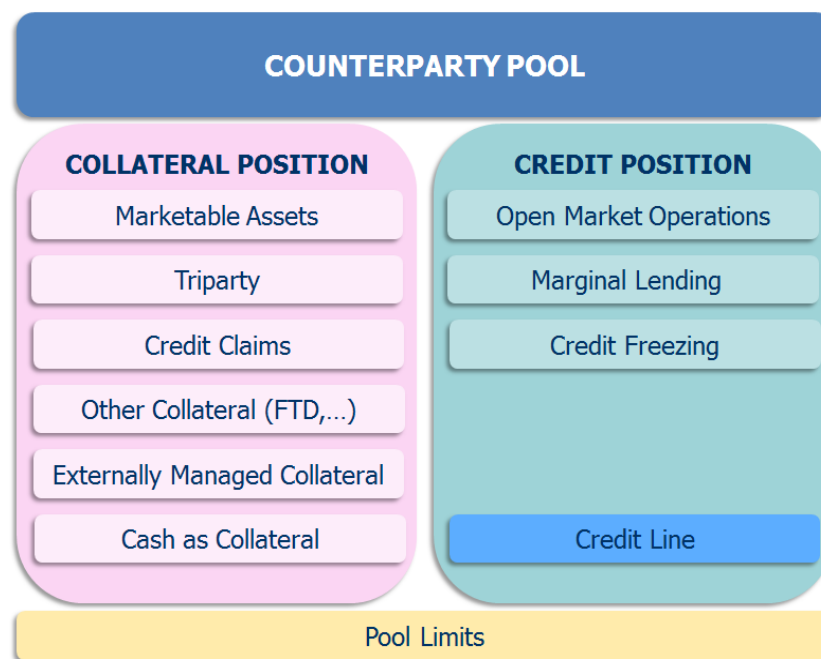 COUNTERPARTY POOL
COLLATERAL POSITION
Marketable Assets
Triparty
Credit Claims
Other Collateral (FTD,...)
Externally Managed Collateral
Cash as Collateral
CREDIT POSITION
Open Market Operations
Marginal Lending
Credit Freezing
Credit Line
Pool Limits